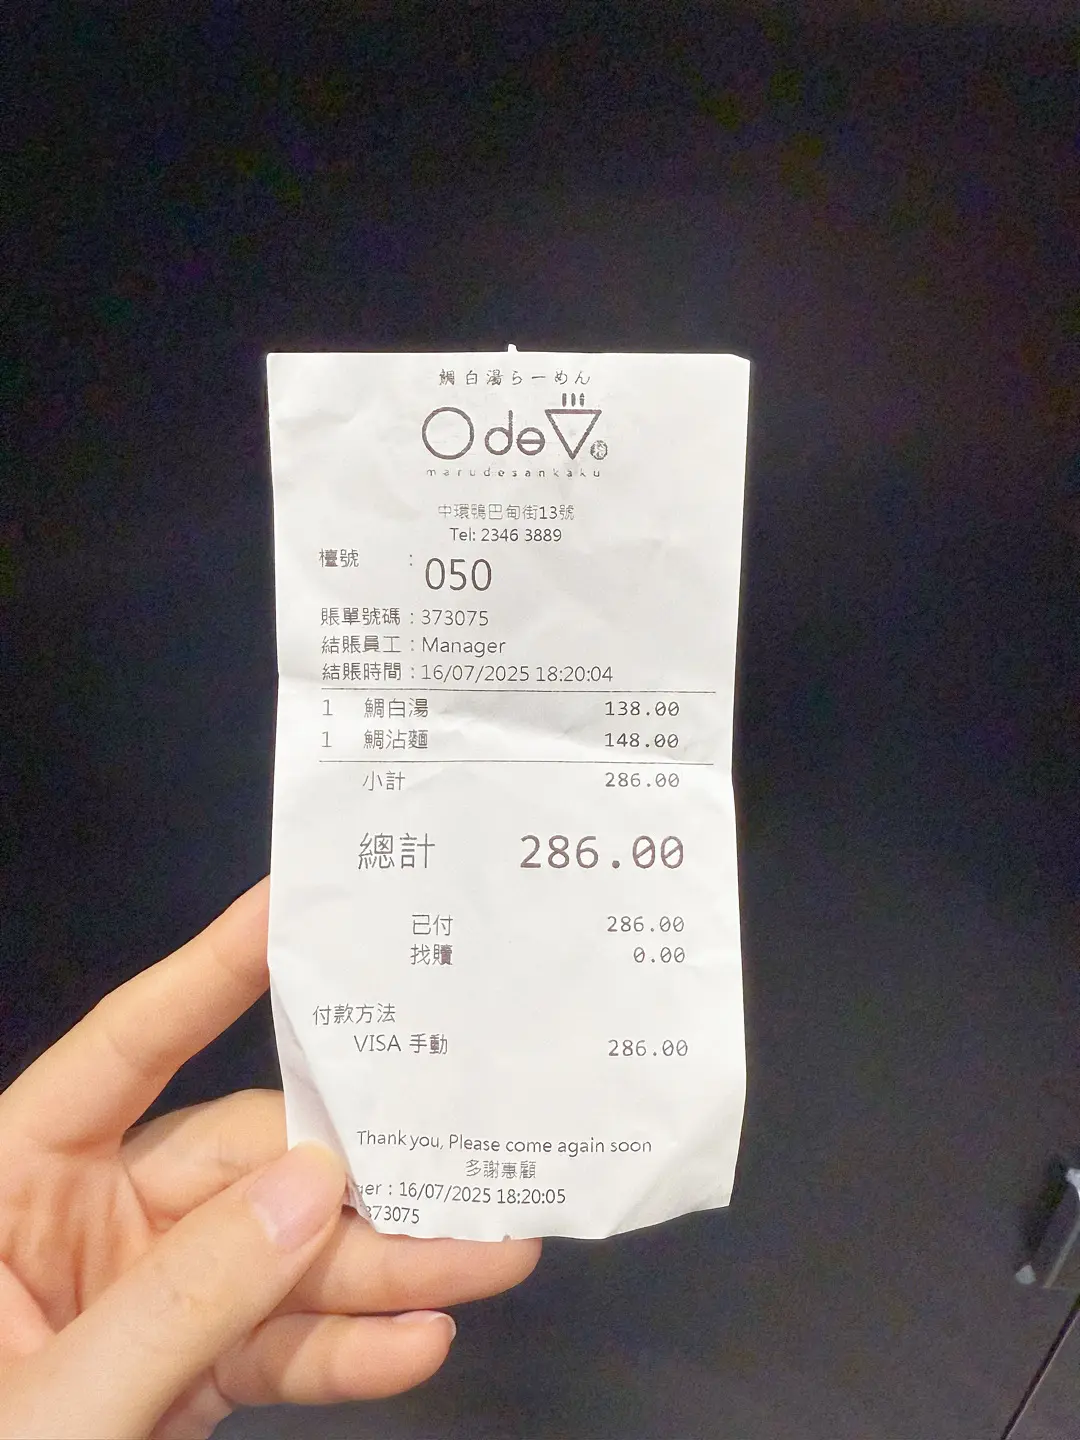 鯛白湯らーめん
○ de ▽
marudesankaku
中環鴨巴甸街13號
Tel: 2346 3889
檯號 : 050
賬單號碼 : 373075
結賬員工 : Manager
結賬時間 : 16/07/2025 18:20:04
1 鯛白湯 138.00
1 鯛沾麵 148.00
小計 286.00
總計 286.00
已付 286.00
找贖 0.00
付款方法
VISA 手動 286.00
Thank you, Please come again soon
多謝惠顧
ger : 16/07/2025 18:20:05
373075